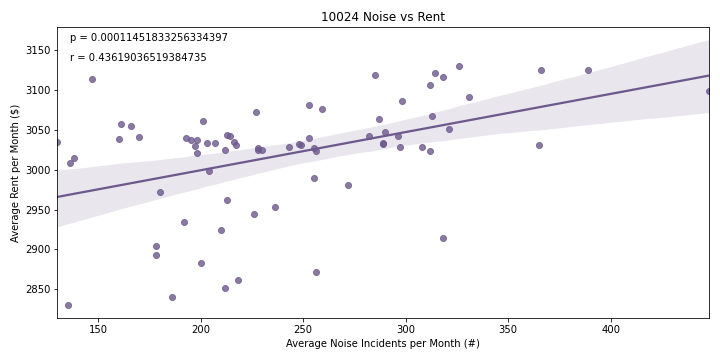 10024 Noise vs Rent
p = 0.00011451833256334397
r = 0.43619036519384735
3150
3100
3050
3000
2950
2900
2850
Average Rent per Month ($)
150 200 250 300 350 400
Average Noise Incidents per Month (#)